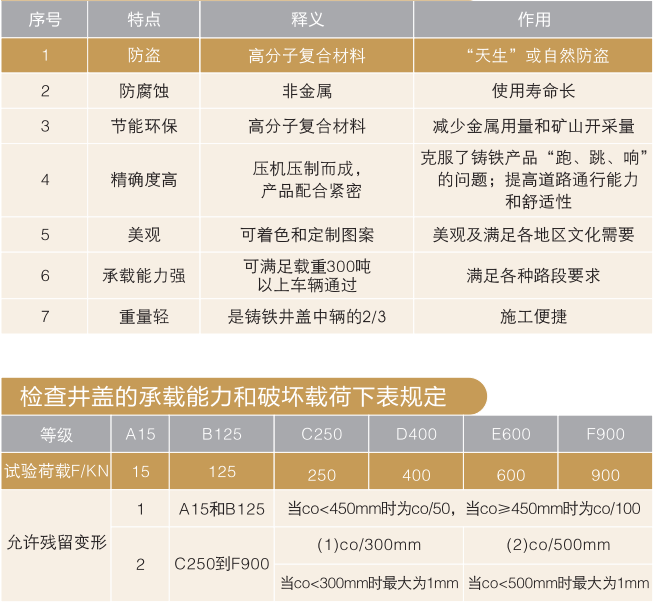 序号 特点 释义 作用
1 防盗 高分子复合材料 “天生”或自然防盗
2 防腐蚀 非金属 使用寿命长
3 节能环保 高分子复合材料 减少金属用量和矿山开采量
4 精确度高 压机压制而成，
产品配合紧密
克服了铸铁产品“跑、跳、响”
的问题；提高道路通行能力
和舒适性
5 美观 可着色和定制图案 美观及满足各地区文化需要
6 承载能力强 可满足载重300吨
以上车辆通过
满足各种路段要求
7 重量轻 是铸铁井盖中辆的2/3 施工便捷
检查井盖的承载能力和破坏载荷下表规定
等级 A15 B125 C250 D400 E600 F900
试验荷载F/KN 15 125 250 400 600 900
允许残留变形
1 A15和B125 当co<450mm时为co/50，当co≥450mm时为co/100
2 C250到F900
(1)co/300mm (2)co/500mm
当co<300mm时最大为1mm 当co<500mm时最大为1mm